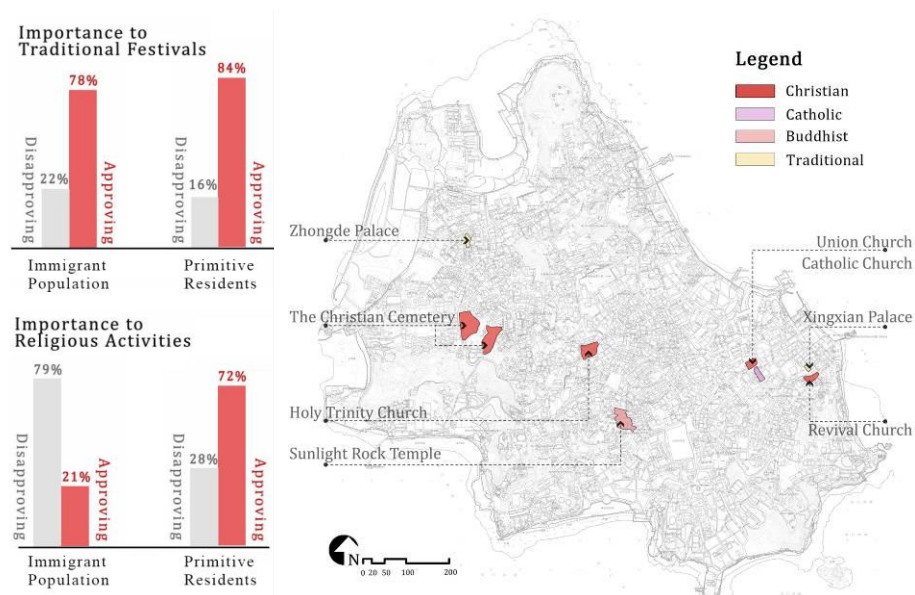 Importance to
Traditional Festivals
Disapproving
22%
78%
Approving
Immigrant
Population
Disapproving
16%
84%
Approving
Primitive
Residents
Importance to
Religious Activities
Disapproving
79%
21%
Approving
Immigrant
Population
Disapproving
28%
72%
Approving
Primitive
Residents
Legend
Christian
Catholic
Buddhist
Traditional
Zhongde Palace
The Christian Cemetery
Holy Trinity Church
Sunlight Rock Temple
Union Church
Catholic Church
Xingxian Palace
Revival Church
N
0 20 50 100 200